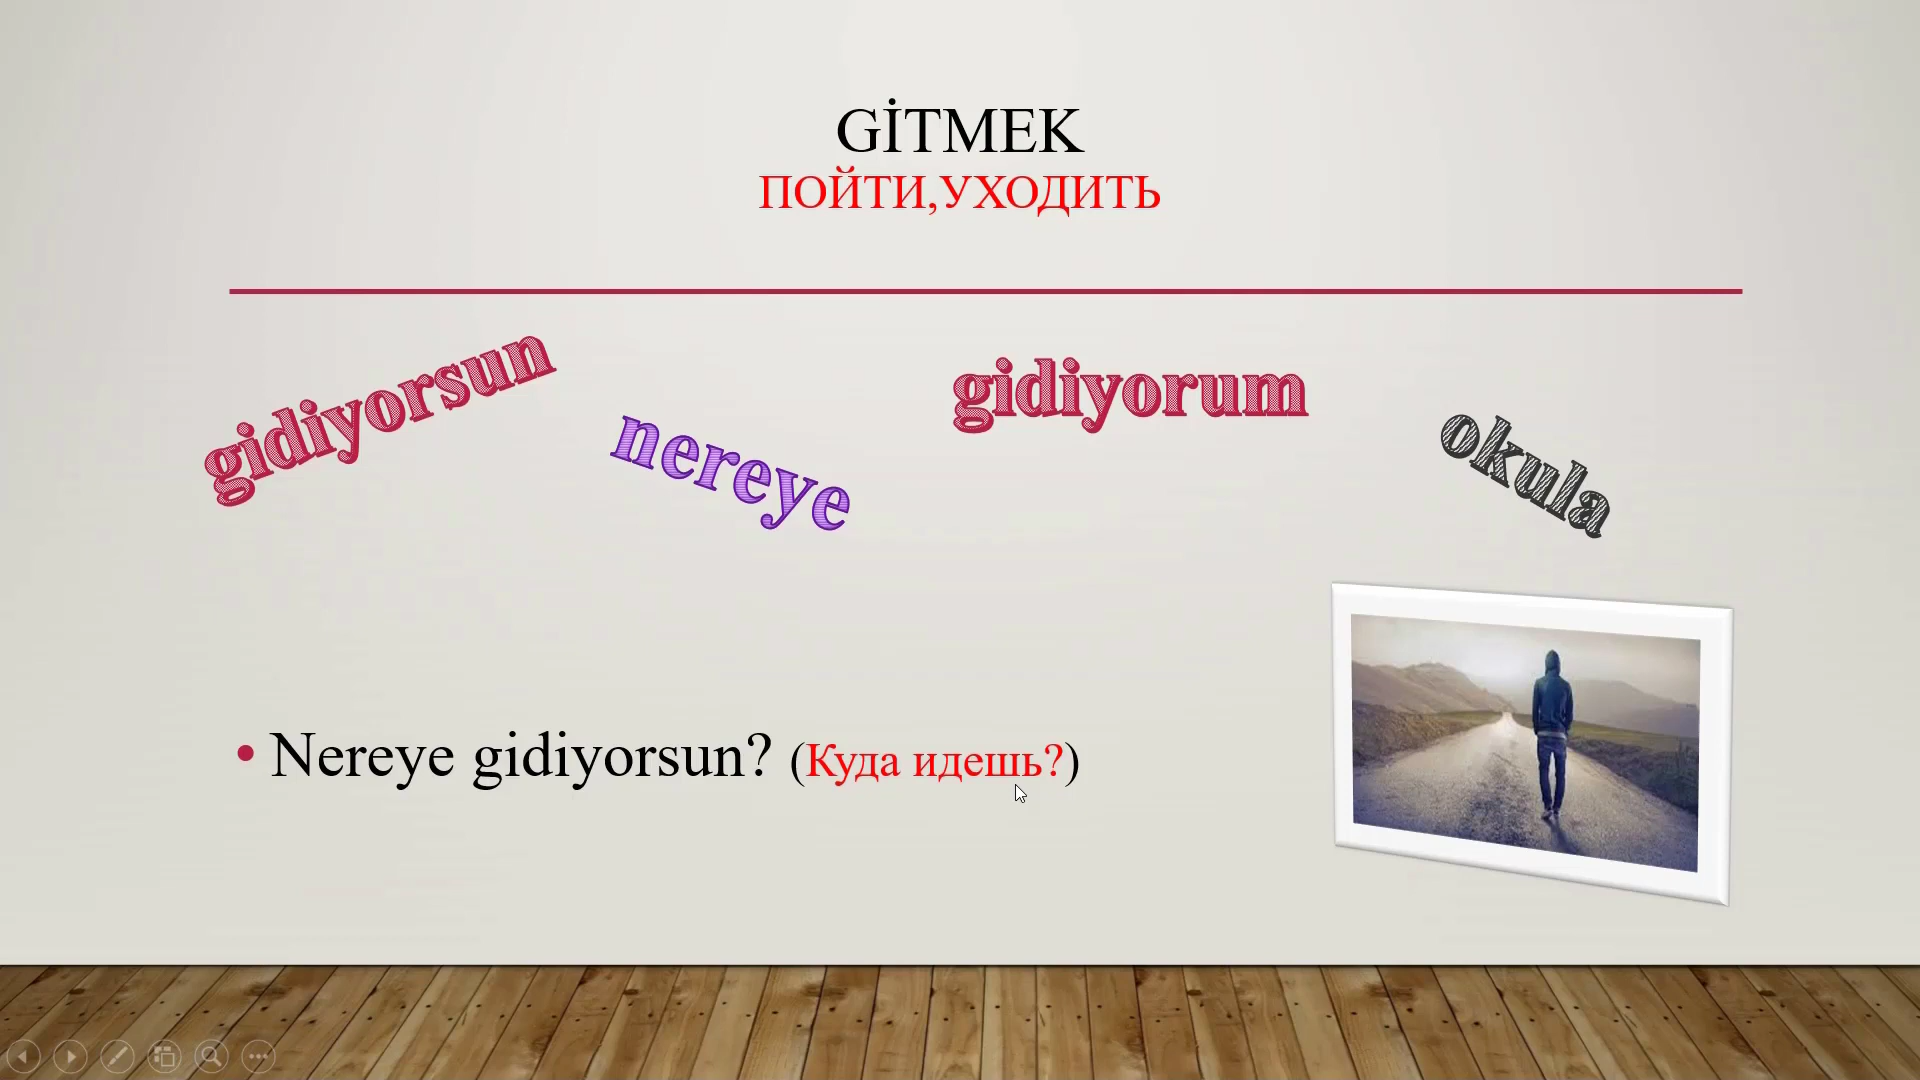 GİTMEK
ПОЙТИ,УХОДИТЬ
gidiyorsun
nereye
gidiyorum
okula
• Nereye gidiyorsun? (Куда идешь?)